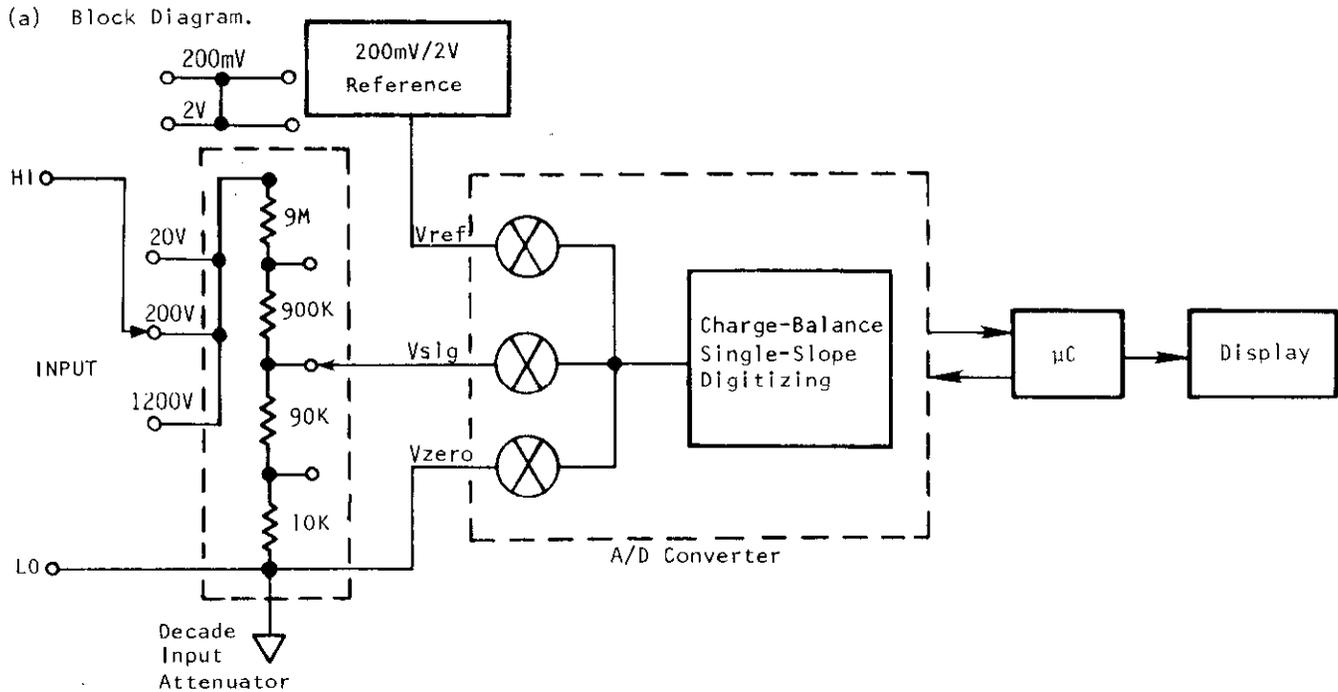 (a) Block Diagram.
200mV
2V
200mV/2V
Reference
HI
20V
200V
INPUT
1200V
LO
9M
900K
90K
10K
Decade
Input
Attenuator
Vref
Vsig
Vzero
Charge-Balance
Single-Slope
Digitizing
A/D Converter
μC
Display